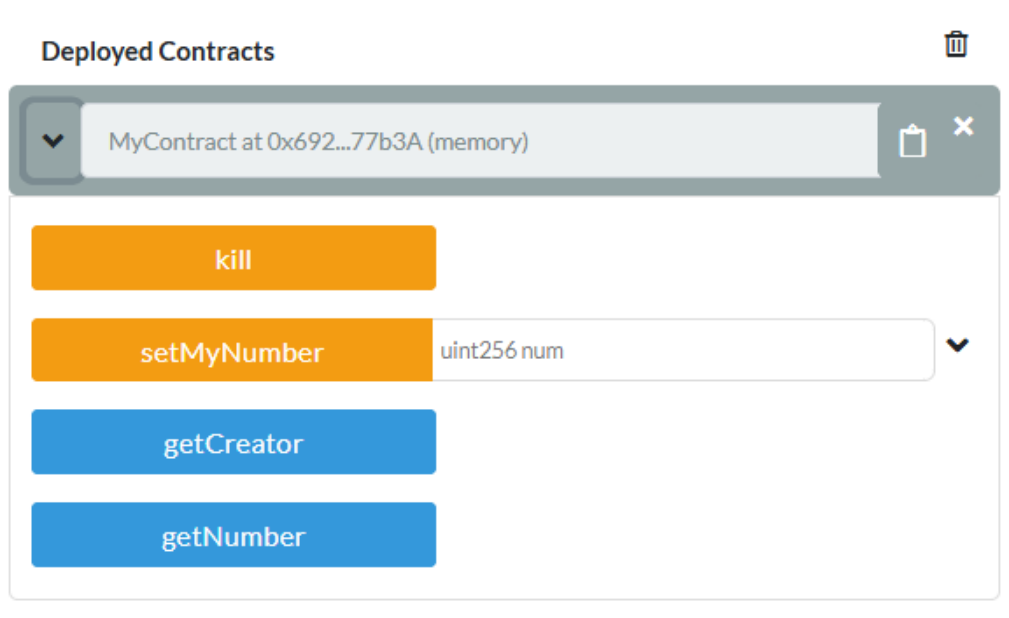 Deployed Contracts
MyContract at 0x692...77b3A (memory)
kill
setMyNumber uint256 num
getCreator
getNumber